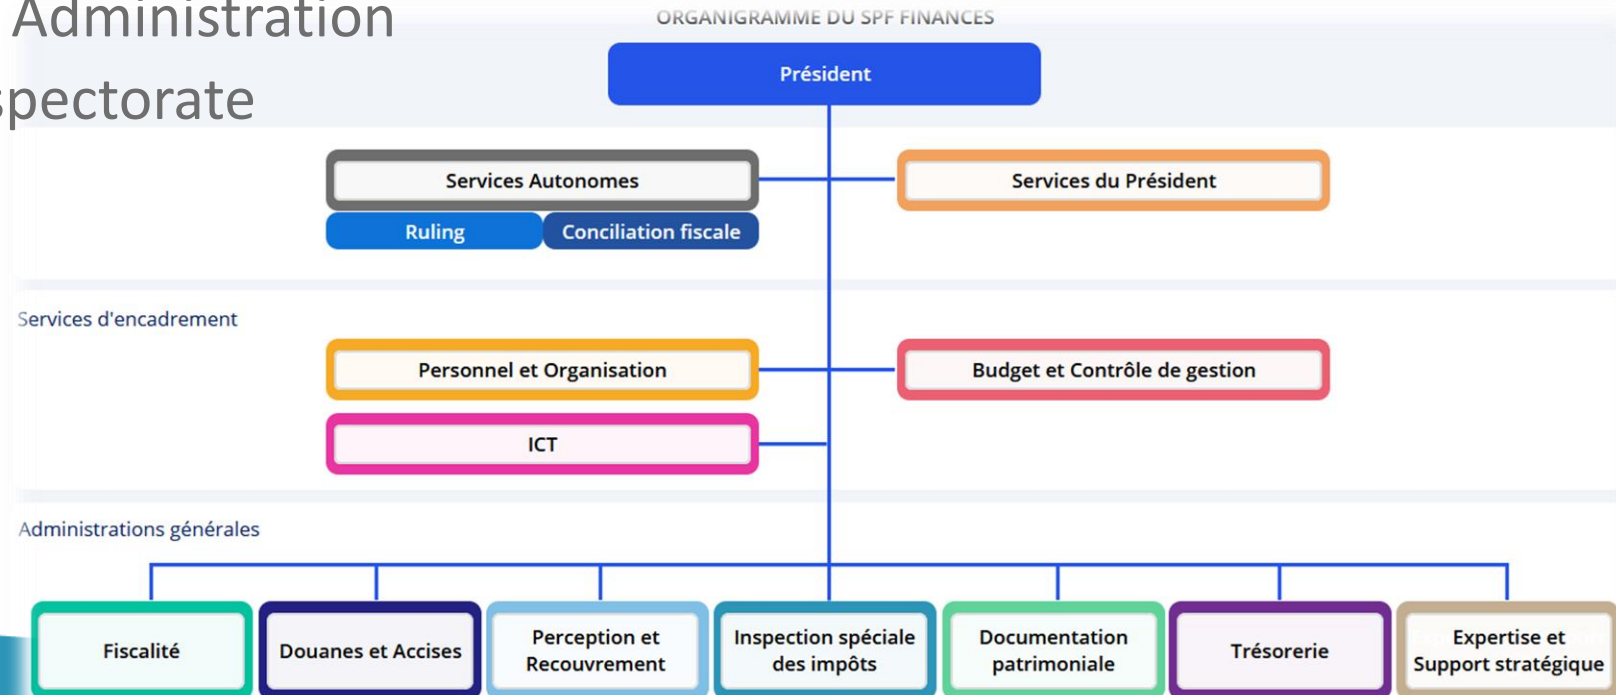 Administration
spectorate
ORGANIGRAMME DU SPF FINANCES
Président
Services Autonomes
Services du Président
Ruling
Conciliation fiscale
Services d'encadrement
Personnel et Organisation
Budget et Contrôle de gestion
ICT
Administrations générales
Fiscalité
Douanes et Accises
Perception et
Recouvrement
Inspection spéciale
des impôts
Documentation
patrimoniale
Trésorerie
Expertise et
Support stratégique